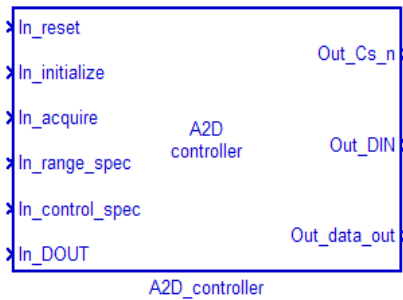 In_reset
In_initialize
In_acquire
In_range_spec
In_control_spec
In_DOUT
A2D
controller
Out_Cs_n
Out_DIN
Out_data_out
A2D_controller